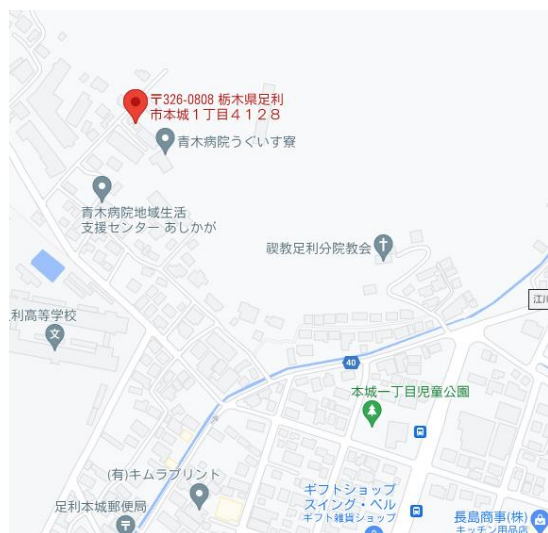 〒326-0808 栃木県足利
市本城1丁目4128
青木病院うぐいす寮
青木病院地域生活
支援センター あしかが
禊教足利分院教会
江川
利高等学校
文
40
本城一丁目児童公園
(有)キムラプリント
足利本城郵便局
〒
ギフトショップ
スイング・ベル
ギフト雑貨ショップ
長島商事(株)
キッチン用品店